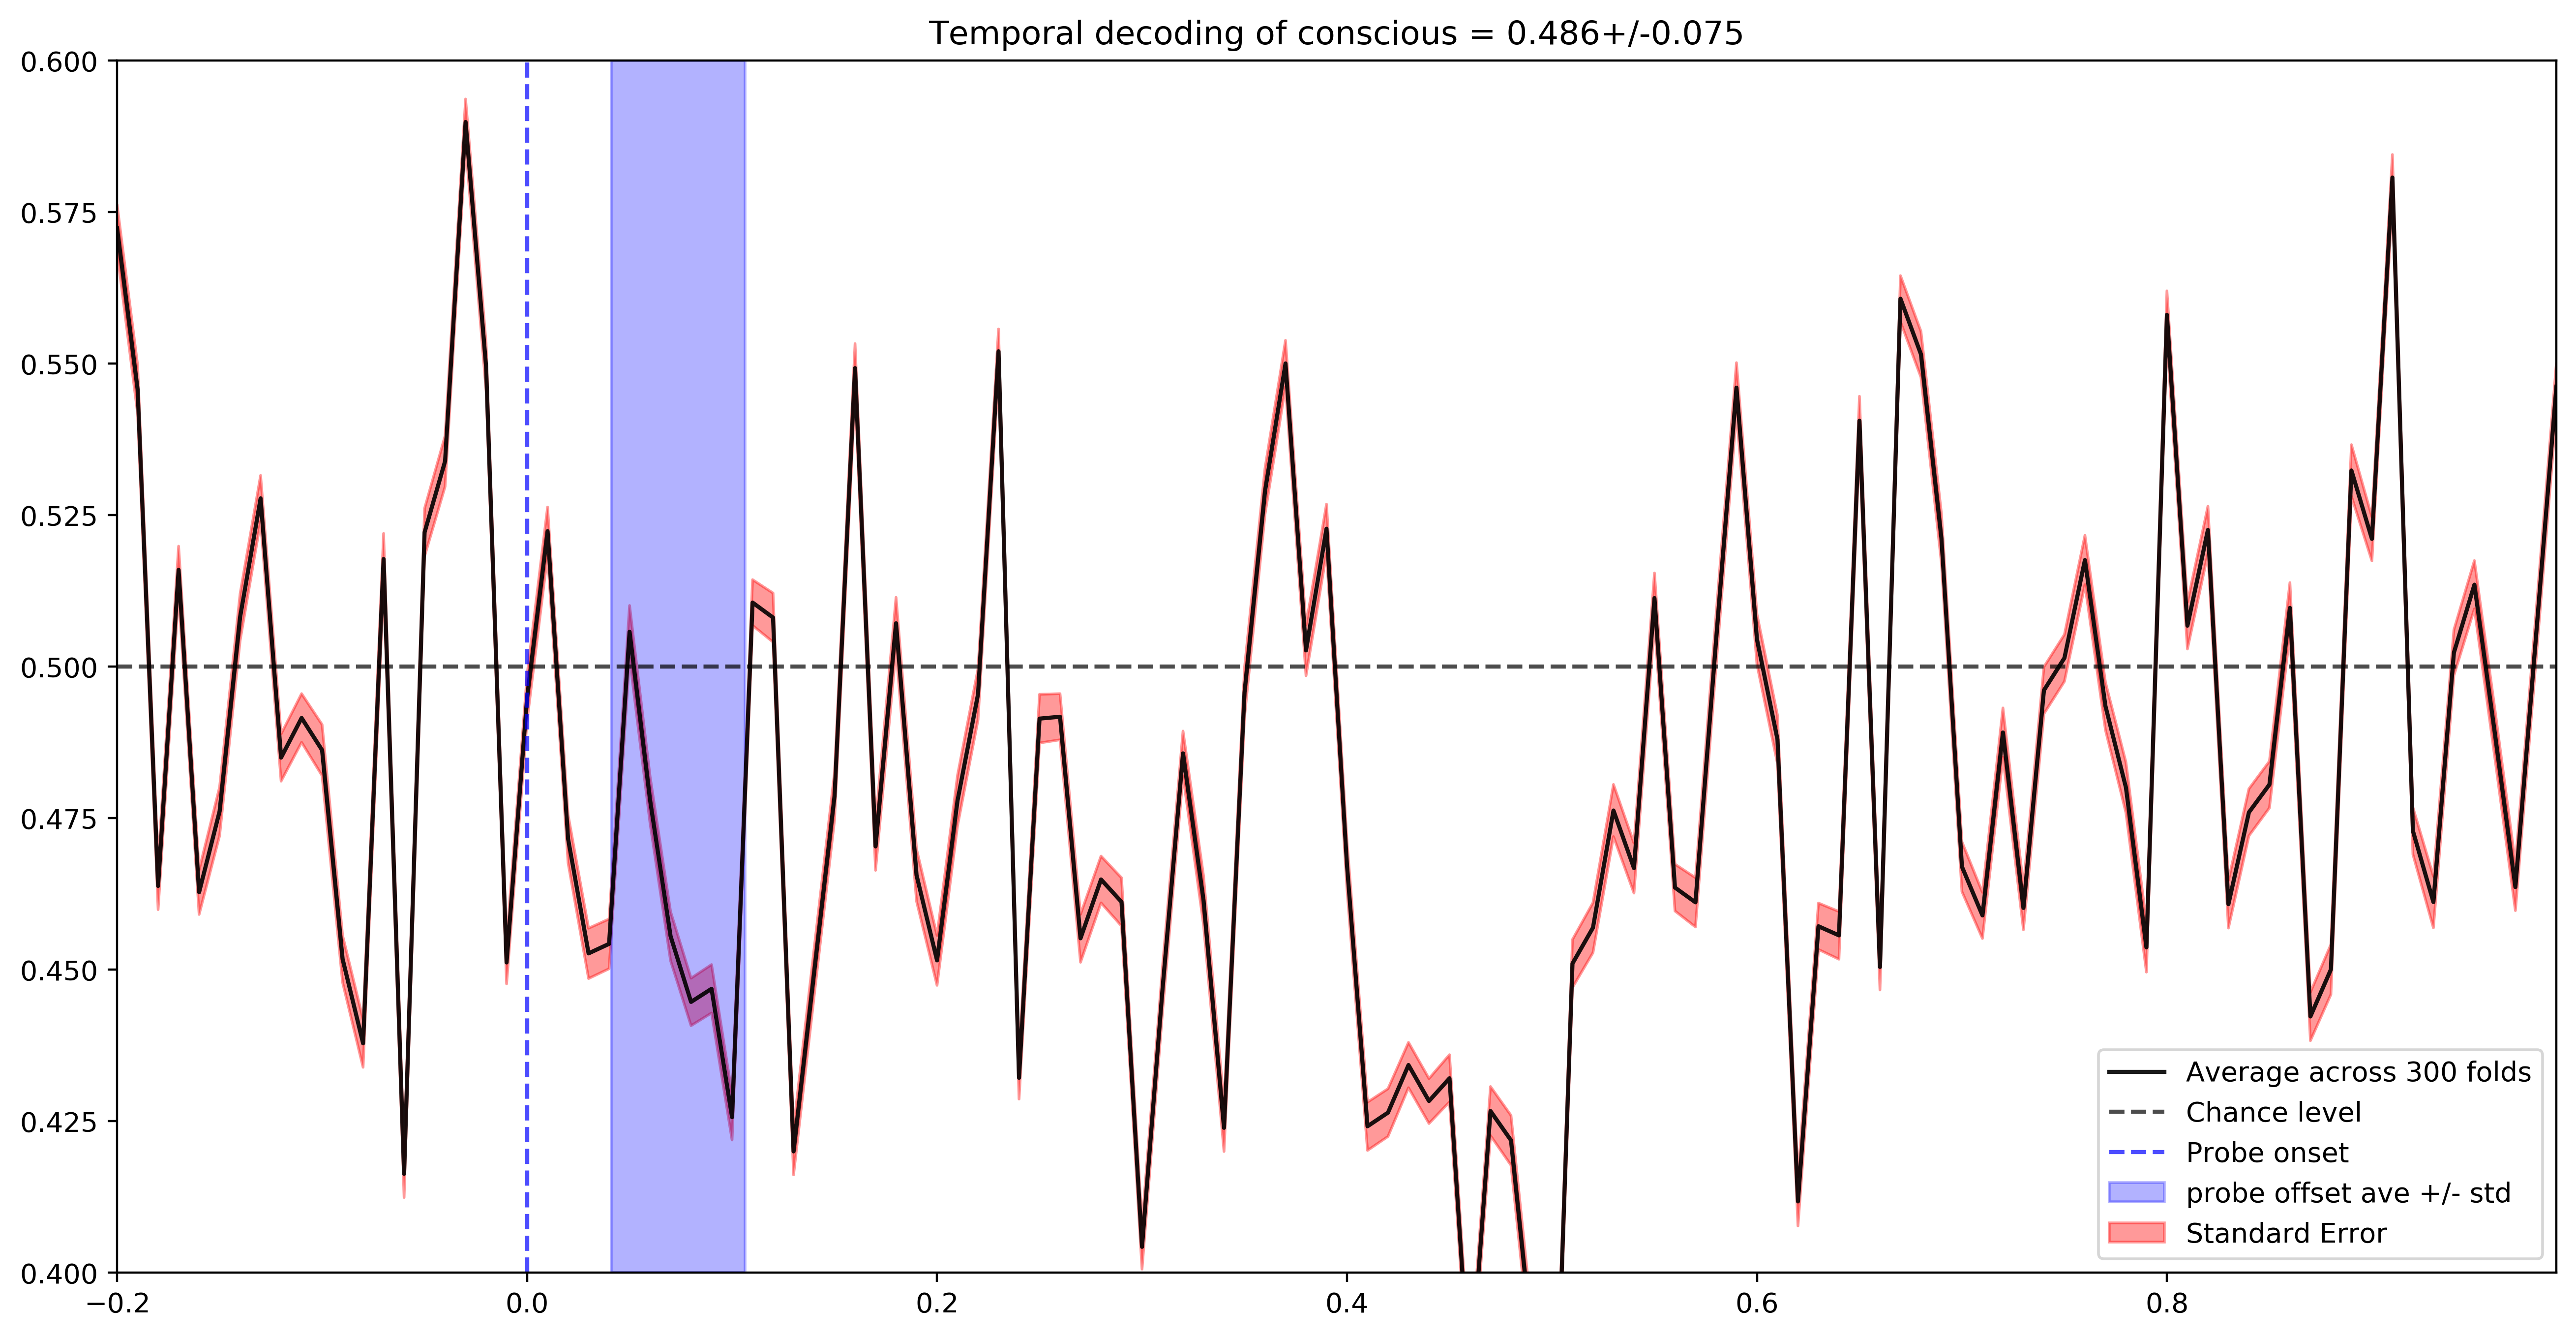 Temporal decoding of conscious = 0.486+/-0.075
0.600
0.575
0.550
0.525
0.500
0.475
0.450
0.425
0.400
−0.2
0.0
0.2
0.4
0.6
0.8
Average across 300 folds
Chance level
Probe onset
probe offset ave +/- std
Standard Error